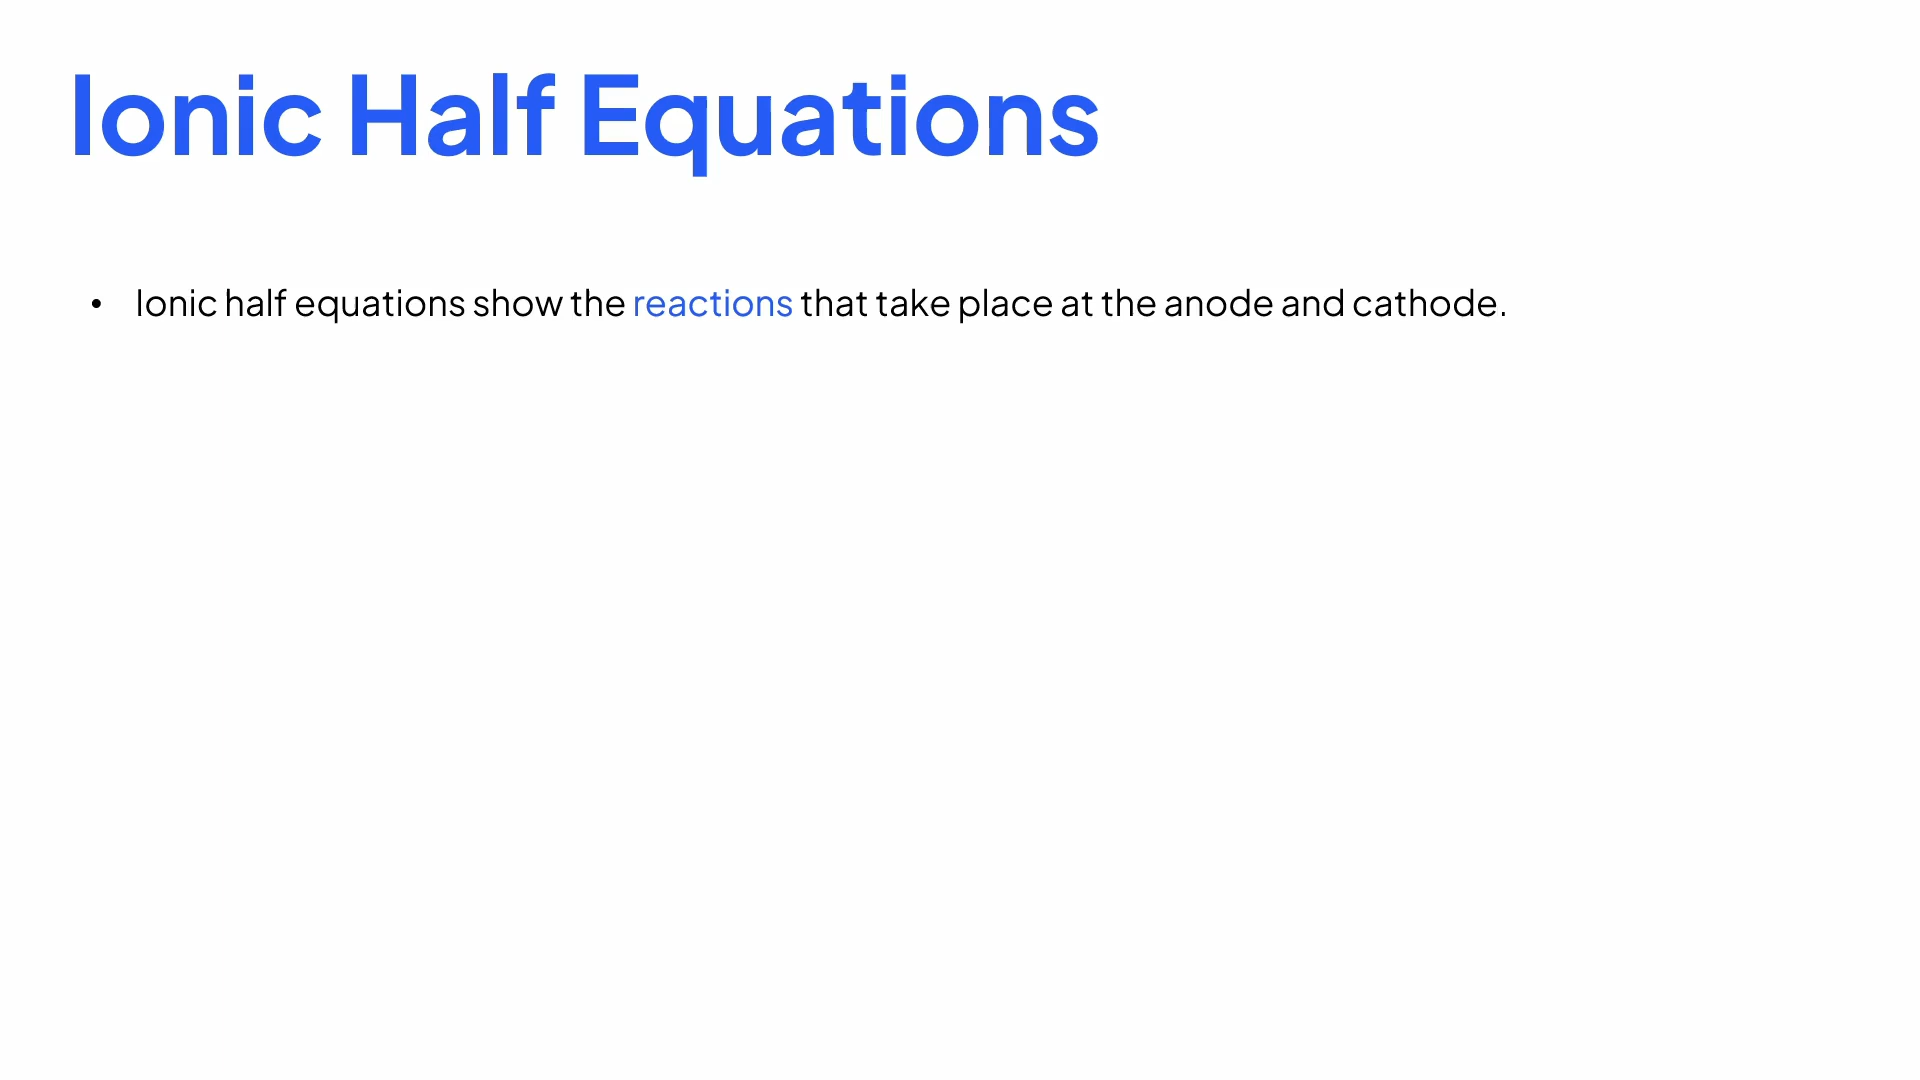 Ionic Half Equations
• Ionic half equations show the reactions that take place at the anode and cathode.